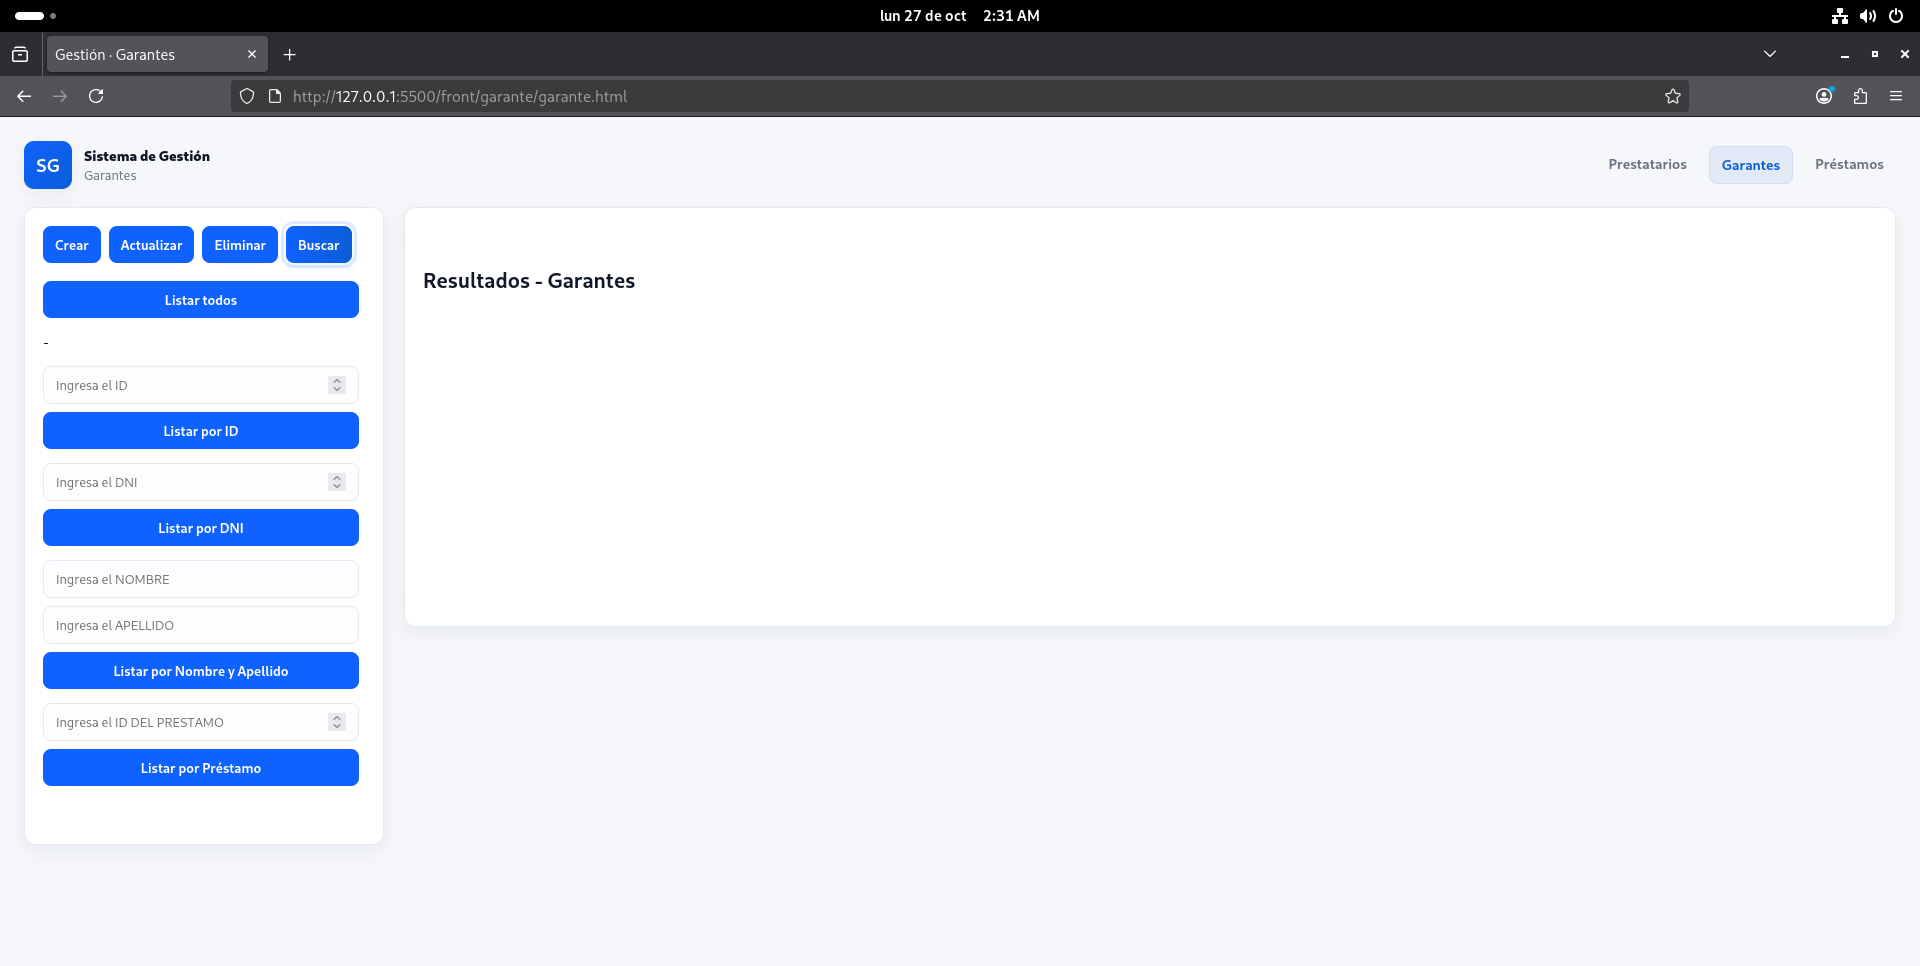 lun 27 de oct 2:31 AM
Gestión · Garantes
http://127.0.0.1:5500/front/garante/garante.html
SG
Sistema de Gestión
Garantes
Prestatarios Garantes Préstamos
Crear Actualizar Eliminar Buscar
Listar todos
-
Ingresa el ID
Listar por ID
Ingresa el DNI
Listar por DNI
Ingresa el NOMBRE
Ingresa el APELLIDO
Listar por Nombre y Apellido
Ingresa el ID DEL PRESTAMO
Listar por Préstamo
Resultados - Garantes